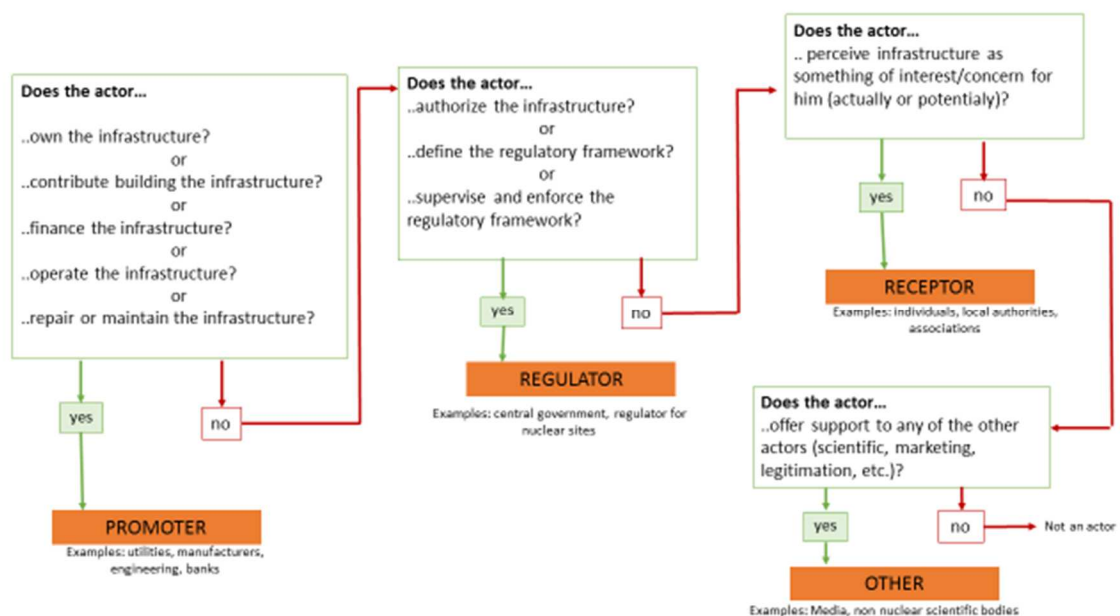 Does the actor...
..own the infrastructure?
or
..contribute building the infrastructure?
or
..finance the infrastructure?
or
..operate the infrastructure?
or
..repair or maintain the infrastructure?
yes
no
PROMOTER
Examples: utilities, manufacturers,
engineering, banks
Does the actor...
..authorize the infrastructure?
or
..define the regulatory framework?
or
..supervise and enforce the
regulatory framework?
yes
no
REGULATOR
Examples: central government, regulator for
nuclear sites
Does the actor...
.. perceive infrastructure as
something of interest/concern for
him (actually or potentialy)?
yes
no
RECEPTOR
Examples: individuals, local authorities,
associations
Does the actor...
..offer support to any of the other
actors (scientific, marketing,
legitimation, etc.)?
yes
no
Not an actor
OTHER
Examples: Media, non nuclear scientific bodies